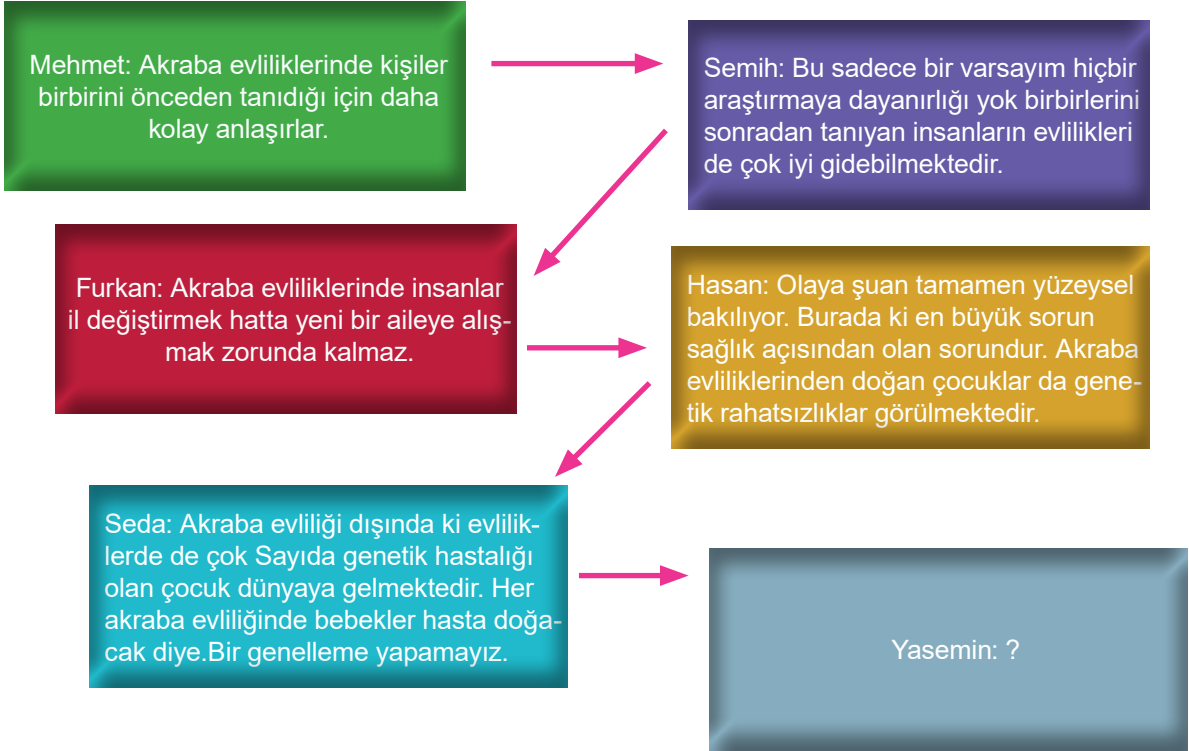 Mehmet: Akraba evliliklerinde kişiler
birbirini önceden tanıdığı için daha
kolay anlaşırlar.
Semih: Bu sadece bir varsayım hiçbir
araştırmaya dayanırlığı yok birbirlerini
sonradan tanıyan insanların evlilikleri
de çok iyi gidebilmektedir.
Furkan: Akraba evliliklerinde insanlar
il değiştirmek hatta yeni bir aileye alış-
mak zorunda kalmaz.
Hasan: Olaya şuan tamamen yüzeysel
bakılıyor. Burada ki en büyük sorun
sağlık açısından olan sorundur. Akraba
evliliklerinden doğan çocuklar da gene-
tik rahatsızlıklar görülmektedir.
Seda: Akraba evliliği dışında ki evlilik-
lerde de çok Sayıda genetik hastalığı
olan çocuk dünyaya gelmektedir. Her
akraba evliliğinde bebekler hasta doğa-
cak diye.Bir genelleme yapamayız.
Yasemin: ?